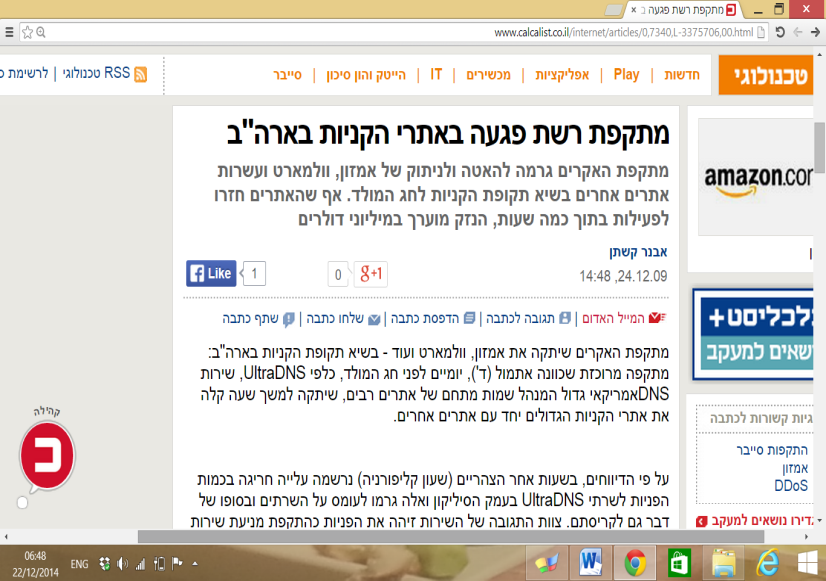 מתקפת רשת פגעה ב
www.calcalist.co.il/internet/articles/0,7340,L-3375706,00.html
טכנולוגי
חדשות | Play | אפליקציות | מכשירים | IT | הייטק והון סיכון | סייבר
RSS טכנולוגי | לרשימת
amazon.com
מתקפת רשת פגעה באתרי הקניות בארה"ב
מתקפת האקרים גרמה להאטה ולניתוק של אמזון, וולמארט ועשרות
אתרים אחרים בשיא תקופת הקניות לחג המולד. אף שהאתרים חזרו
לפעילות בתוך כמה שעות, הנזק מוערך במיליוני דולרים
אבנר קשתן
14:48 ,24.12.09
Like 1
g+1 0
המייל האדום | תגובה לכתבה | הדפסת כתבה | שלחו כתבה | שתף כתבה
מתקפת האקרים שיתקה את אמזון, וולמארט ועוד - בשיא תקופת הקניות בארה"ב:
מתקפה מרוכזת שכוונה אתמול (ד'), יומיים לפני חג המולד, כלפי UltraDNS, שירות
DNSאמריקאי גדול המנהל שמות מתחם של אתרים רבים, שיתקה למשך שעה קלה
את אתרי הקניות הגדולים יחד עם אתרים אחרים.
על פי הדיווחים, בשעות אחר הצהריים (שעון קליפורניה) נרשמה עלייה חריגה בכמות
הפניות לשרתי UltraDNS בעמק הסיליקון ואלה גרמו לעומס על השרתים ובסופו של
דבר גם לקריסתם. צוות התגובה של השירות זיהה את הפניות כהתקפת מניעת שירות
כלכליסט+
נושאים למעקב
גיות קשורות לכתבה
התקפות סייבר
אמזון
DDoS
גדירו נושאים למעקב
קהילה
כ
06:48
22/12/2014
ENG